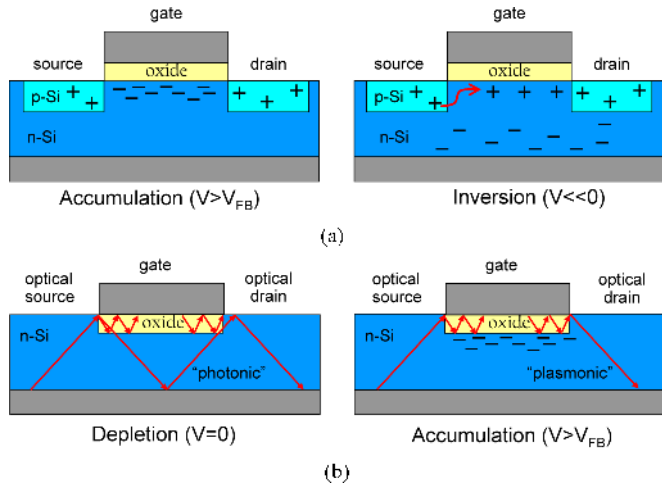 gate
gate
source
drain
source
drain
oxide
oxide
p-Si
p-Si
n-Si
n-Si
Accumulation (V>V_FB)
Inversion (V<<0)
(a)
gate
gate
optical source
optical drain
optical source
optical drain
oxide
oxide
n-Si
n-Si
"photonic"
"plasmonic"
Depletion (V=0)
Accumulation (V>V_FB)
(b)